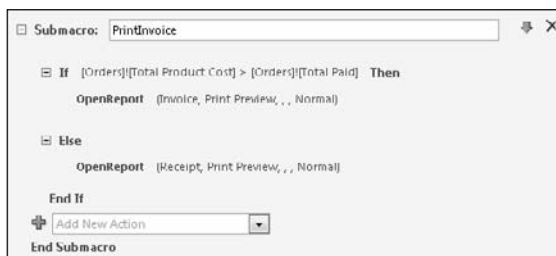 Submacro: PrintInvoice
If [Orders]![Total Product Cost] > [Orders]![Total Paid] Then
OpenReport (Invoice, Print Preview, , , Normal)
Else
OpenReport (Receipt, Print Preview, , , Normal)
End If
Add New Action
End Submacro